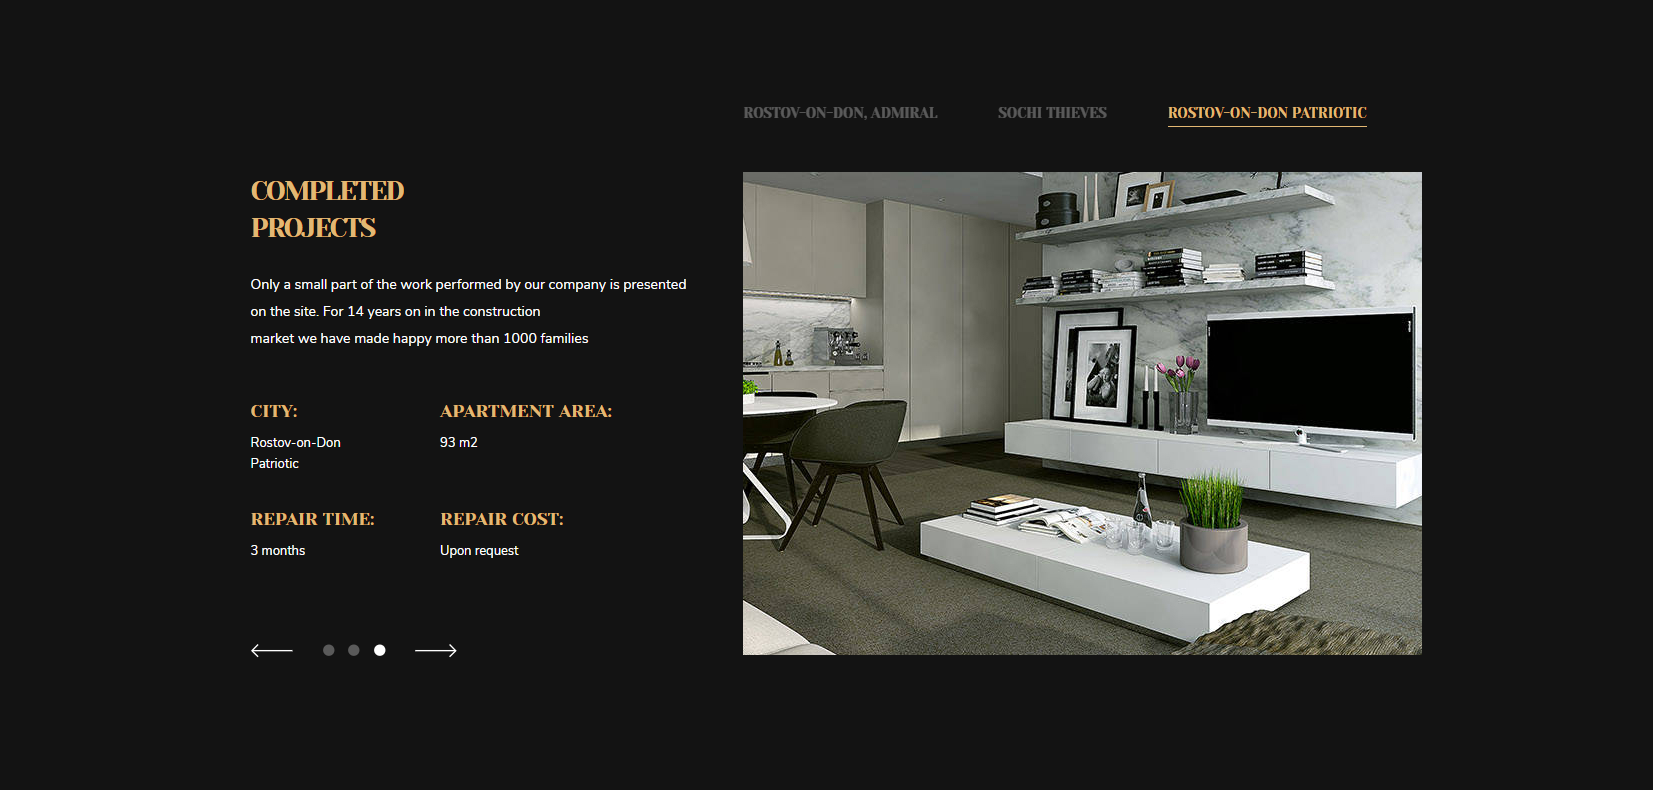 ROSTOV-ON-DON, ADMIRAL
SOCHI THIEVES
ROSTOV-ON-DON PATRIOTIC
COMPLETED
PROJECTS
Only a small part of the work performed by our company is presented
on the site. For 14 years on in the construction
market we have made happy more than 1000 families
CITY:
Rostov-on-Don
Patriotic
APARTMENT AREA:
93 m2
REPAIR TIME:
3 months
REPAIR COST:
Upon request